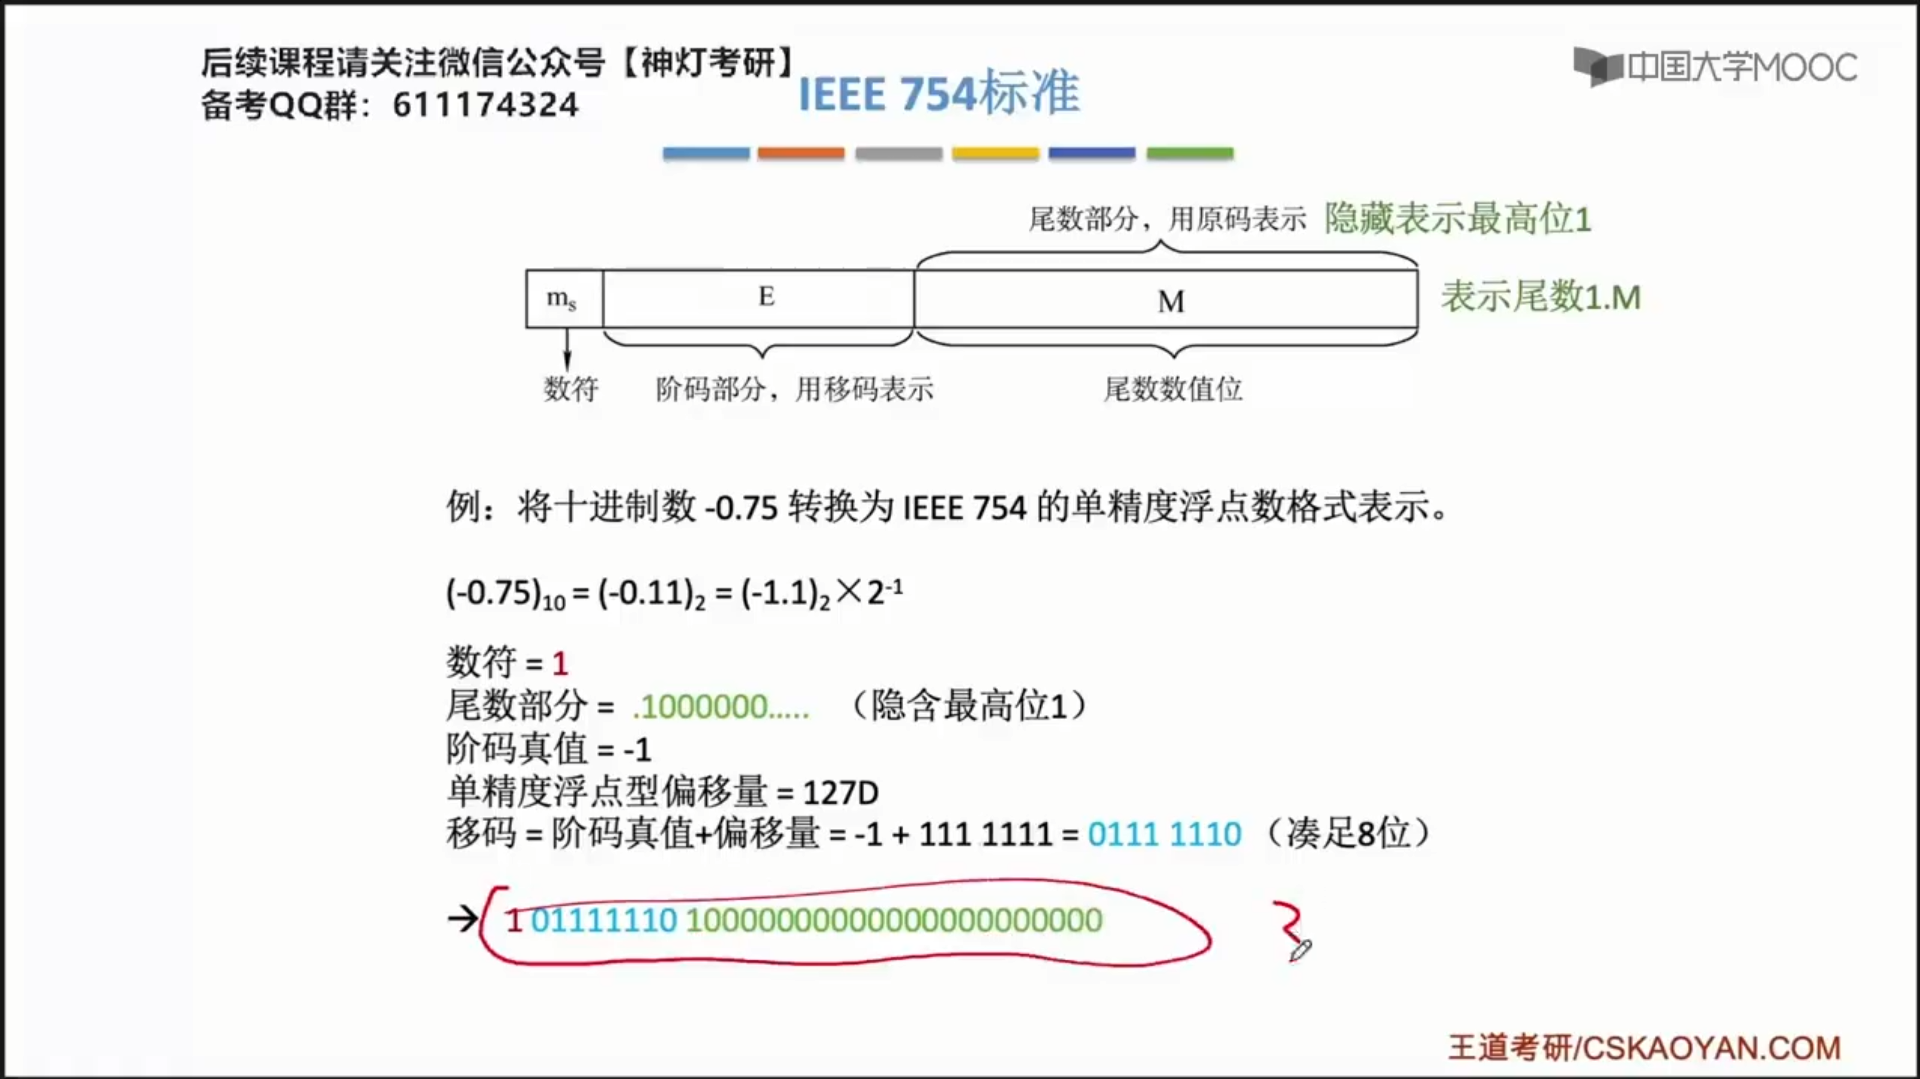 后续课程请关注微信公众号【神灯考研】
备考QQ群：611174324
IEEE 754标准
中国大学MOOC
尾数部分，用原码表示 隐藏表示最高位1
mₛ E M 表示尾数1.M
数符 阶码部分，用移码表示 尾数数值位
例：将十进制数 -0.75 转换为 IEEE 754 的单精度浮点数格式表示。
(-0.75)₁₀ = (-0.11)₂ = (-1.1)₂×2⁻¹
数符 = 1
尾数部分 = .1000000..... （隐含最高位1）
阶码真值 = -1
单精度浮点型偏移量 = 127D
移码 = 阶码真值+偏移量 = -1 + 111 1111 = 0111 1110 （凑足8位）
→ 1 01111110 10000000000000000000000 3
王道考研/CSKAOYAN.COM